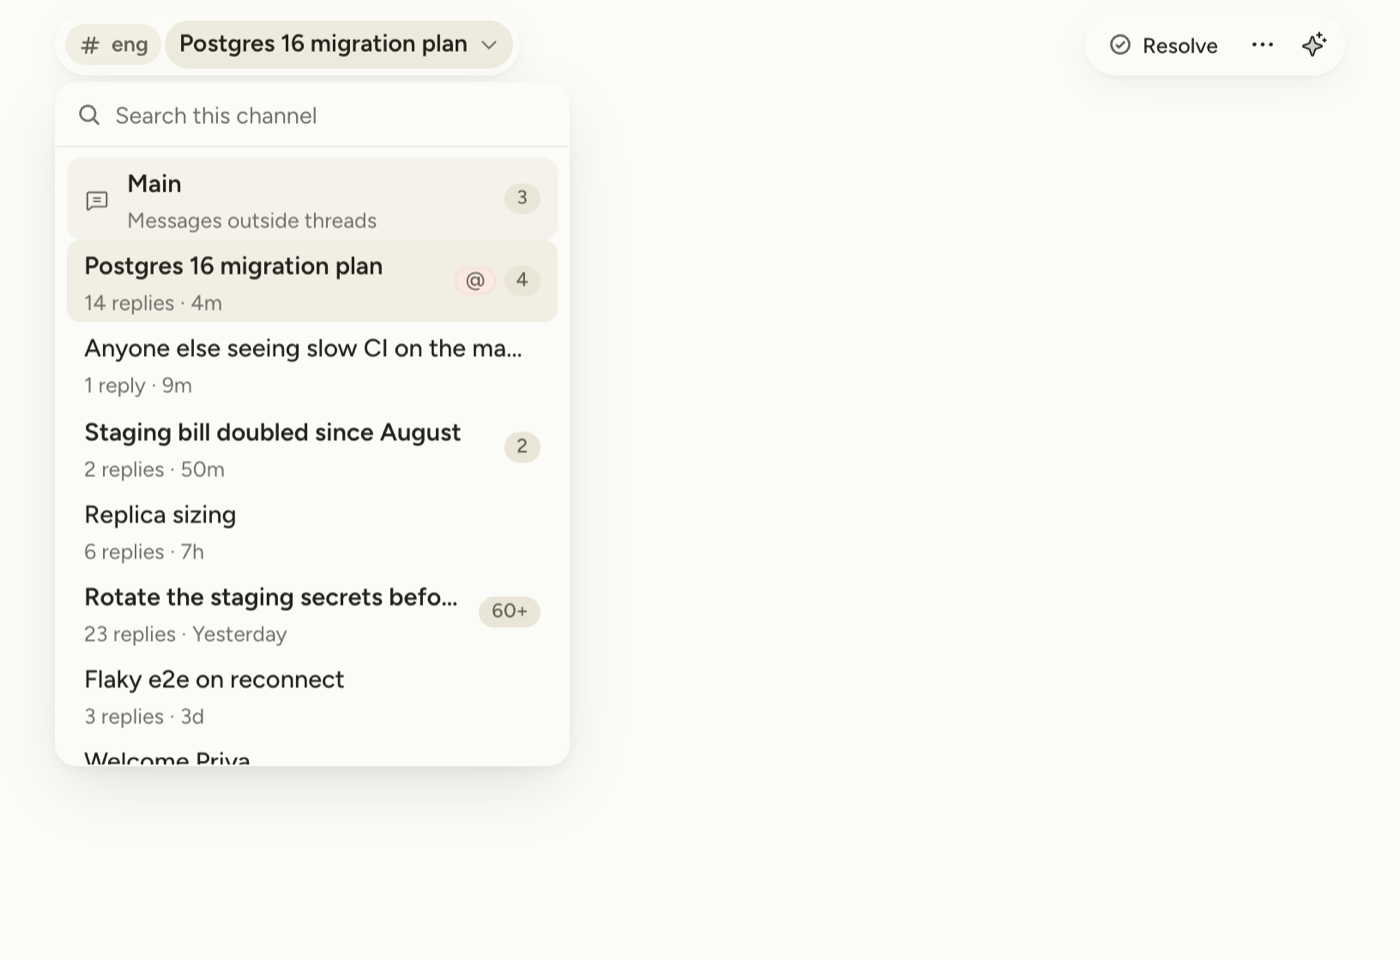 # eng Postgres 16 migration plan
Resolve
Search this channel
Main
3
Messages outside threads
Postgres 16 migration plan
@ 4
14 replies · 4m
Anyone else seeing slow CI on the ma...
1 reply · 9m
Staging bill doubled since August
2
2 replies · 50m
Replica sizing
6 replies · 7h
Rotate the staging secrets befo...
60+
23 replies · Yesterday
Flaky e2e on reconnect
3 replies · 3d
Welcome Priya